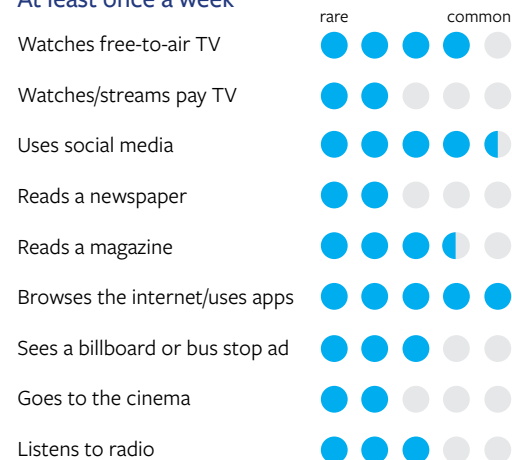 At least once a week
rare common
Watches free-to-air TV
Watches/streams pay TV
Uses social media
Reads a newspaper
Reads a magazine
Browses the internet/uses apps
Sees a billboard or bus stop ad
Goes to the cinema
Listens to radio